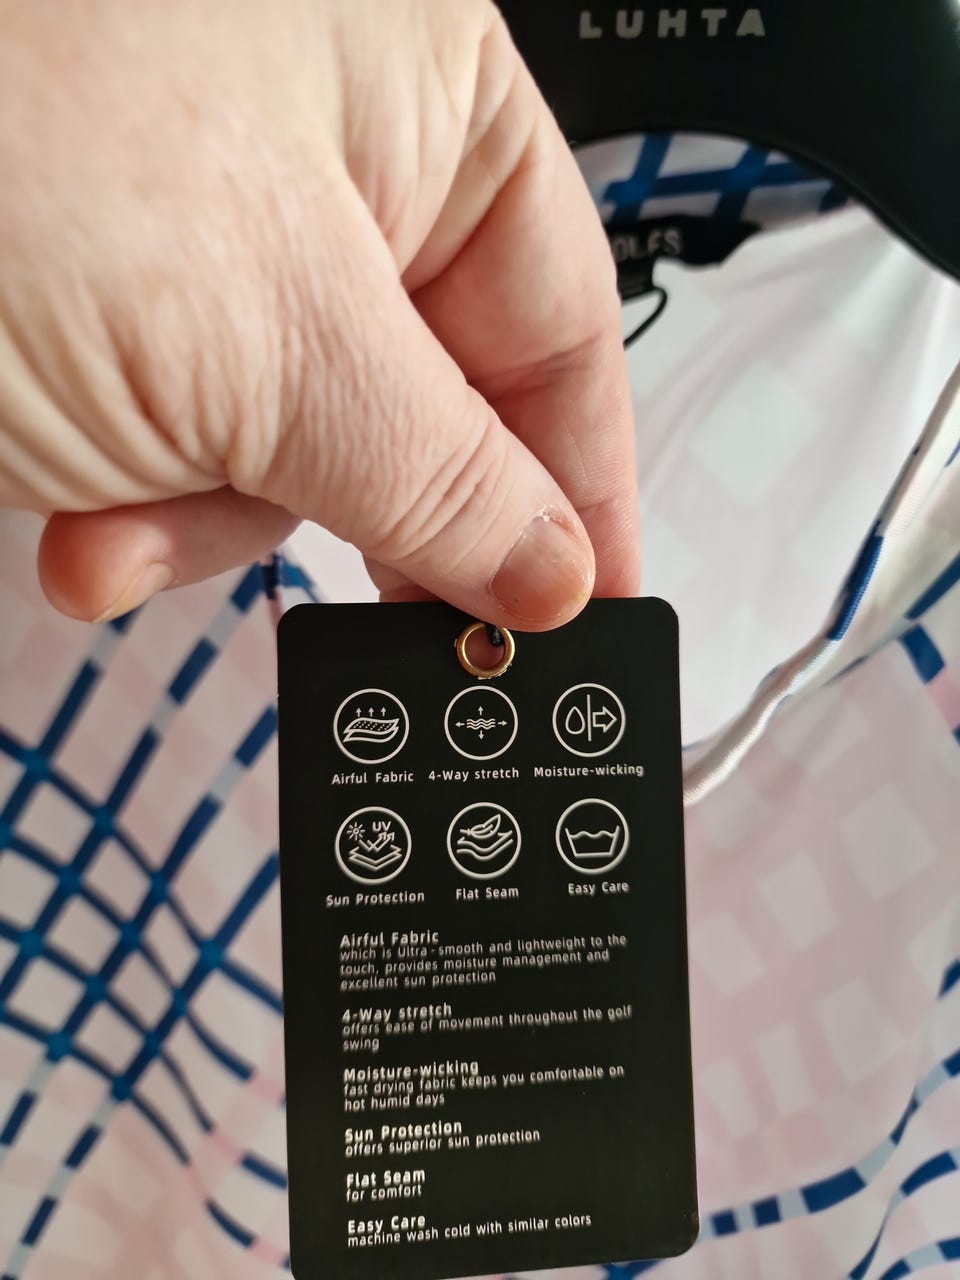 LUHTA
Airful Fabric
4-Way stretch
Moisture-wicking
UV
Sun Protection
Flat Seam
Easy Care
Airful Fabric
which is Ultra-smooth and lightweight to the
touch, provides moisture management and
excellent sun protection
4-Way stretch
offers ease of movement throughout the golf
swing
Moisture-wicking
fast drying fabric keeps you comfortable on
hot humid days
Sun Protection
offers superior sun protection
Flat Seam
for comfort
Easy Care
machine wash cold with similar colors